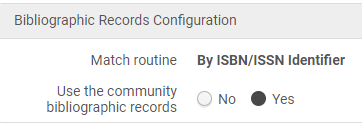 Bibliographic Records Configuration
Match routine By ISBN/ISSN Identifier
Use the community
bibliographic records No Yes